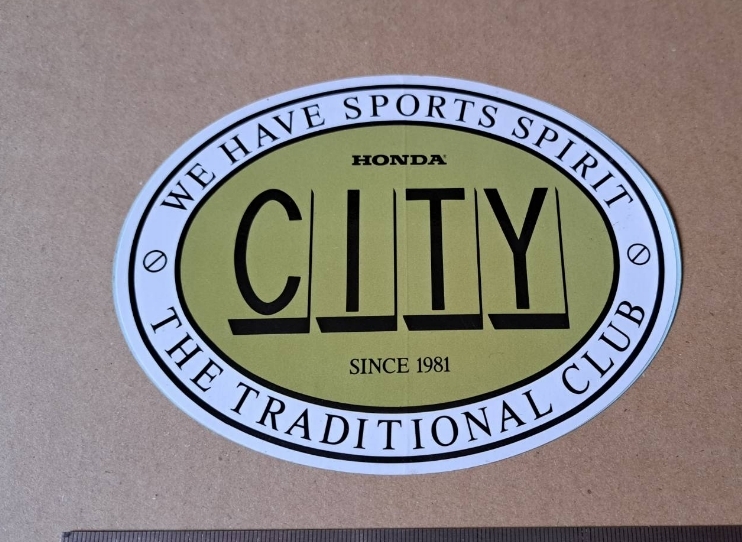 WE HAVE SPORTS SPIRIT
HONDA
CITY
SINCE 1981
THE TRADITIONAL CLUB